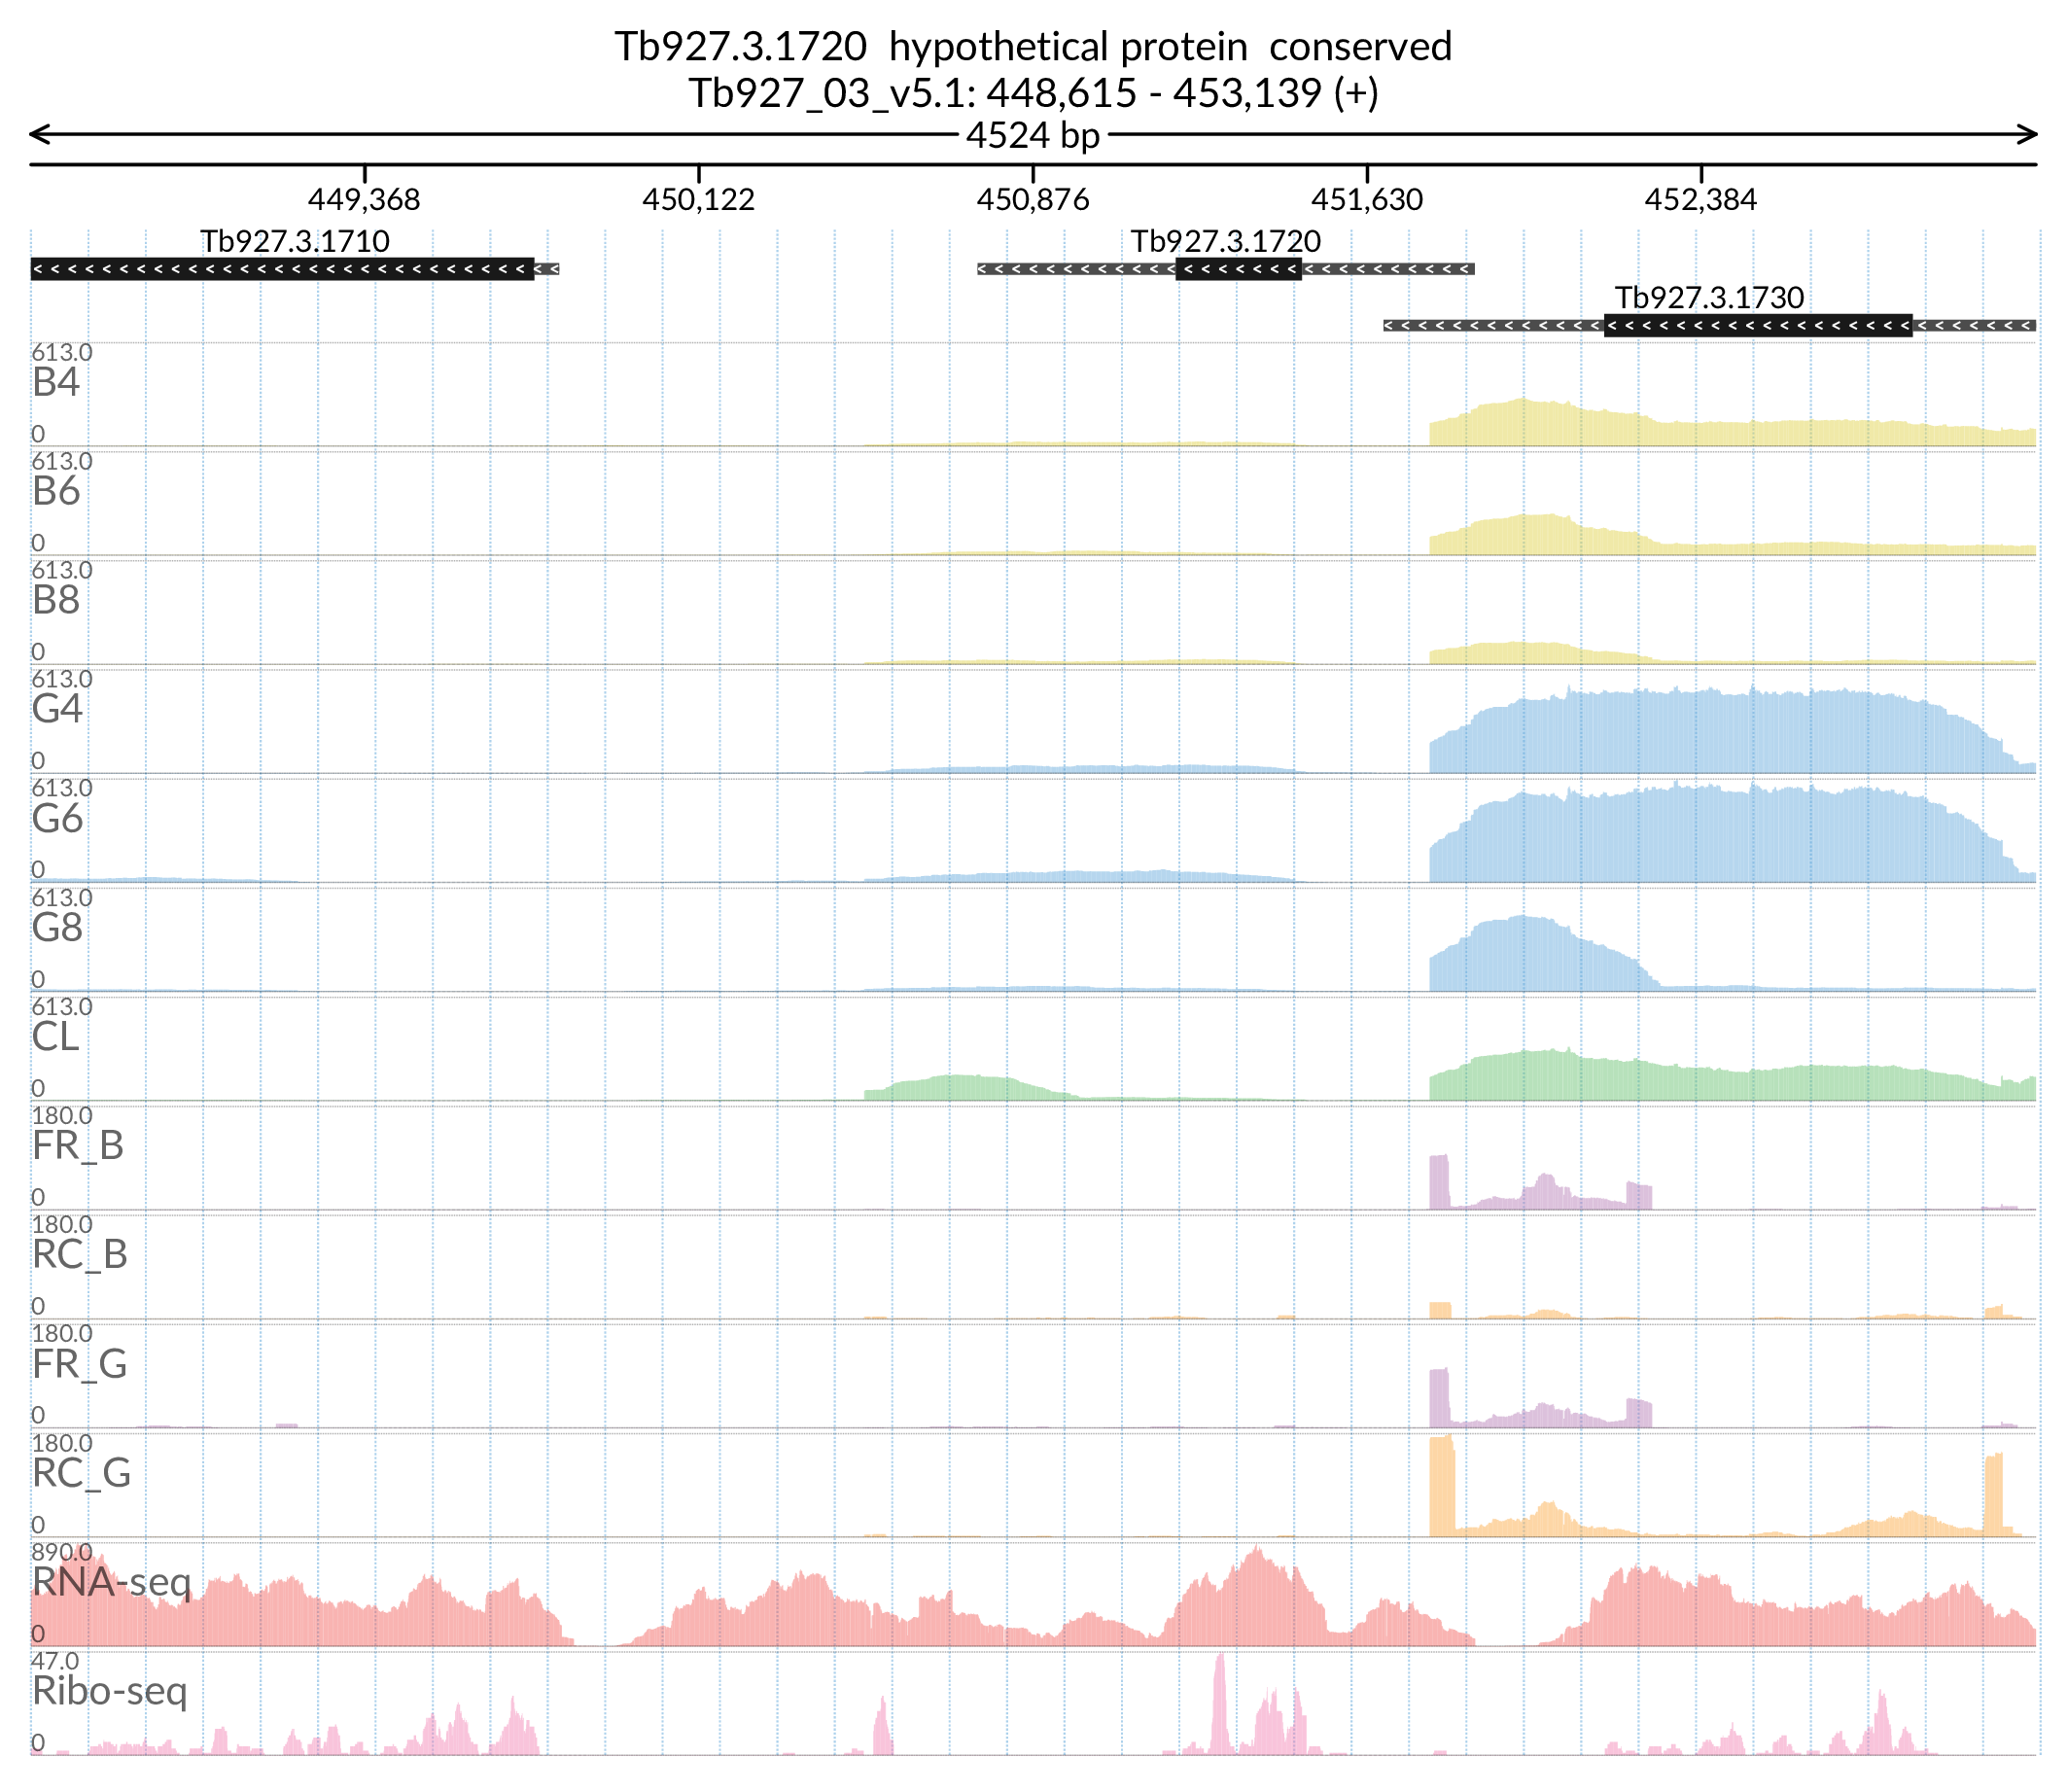 Tb927.3.1720 hypothetical protein conserved
Tb927_03_v5.1: 448,615 - 453,139 (+)
4524 bp
449,368 450,122 450,876 451,630 452,384
Tb927.3.1710 Tb927.3.1720
Tb927.3.1730
613.0
B4
0
613.0
B6
0
613.0
B8
0
613.0
G4
0
613.0
G6
0
613.0
G8
0
613.0
CL
0
180.0
FR_B
0
180.0
RC_B
0
180.0
FR_G
0
180.0
RC_G
0
890.0
RNA-seq
0
47.0
Ribo-seq
0